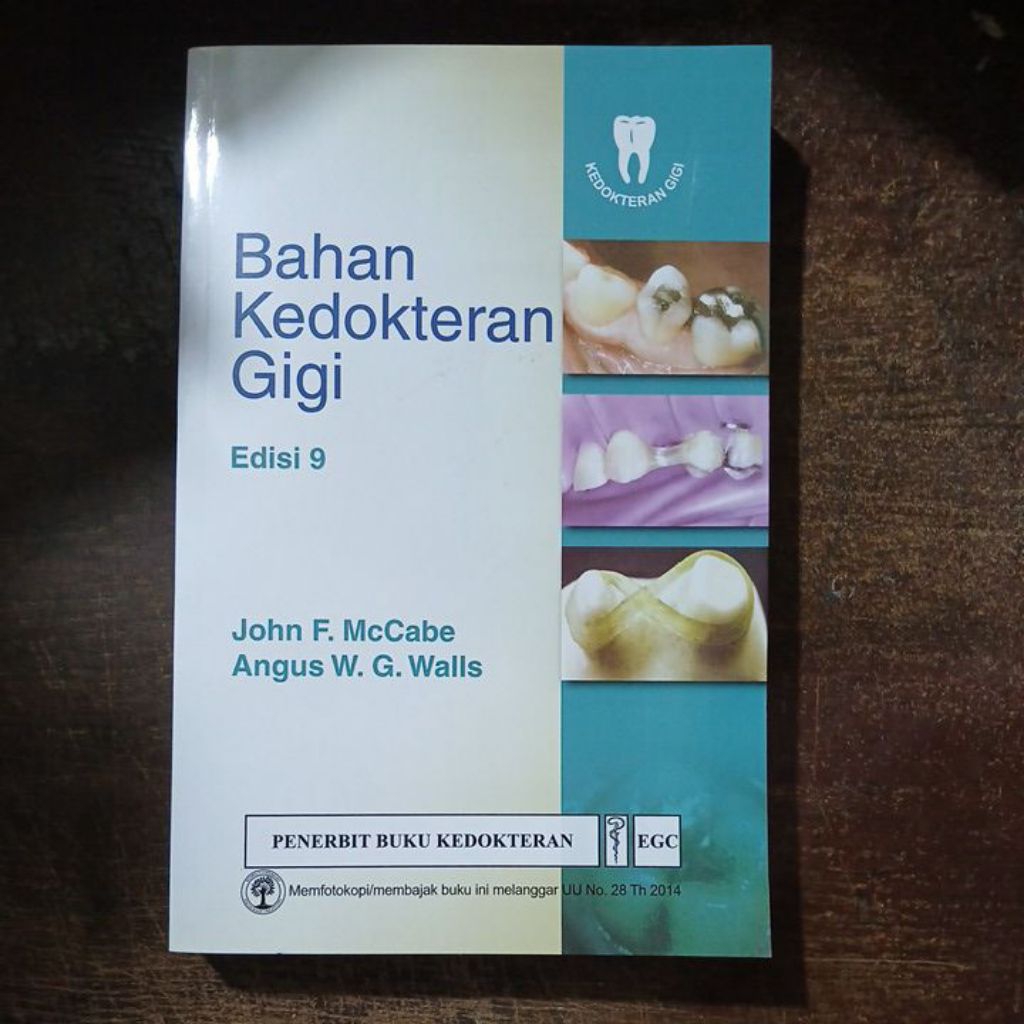 KEDOKTERAN GIGI
Bahan
Kedokteran
Gigi
Edisi 9
John F. McCabe
Angus W. G. Walls
PENERBIT BUKU KEDOKTERAN EGC
Memfotokopi/membajak buku ini melanggar UU No. 28 Th 2014